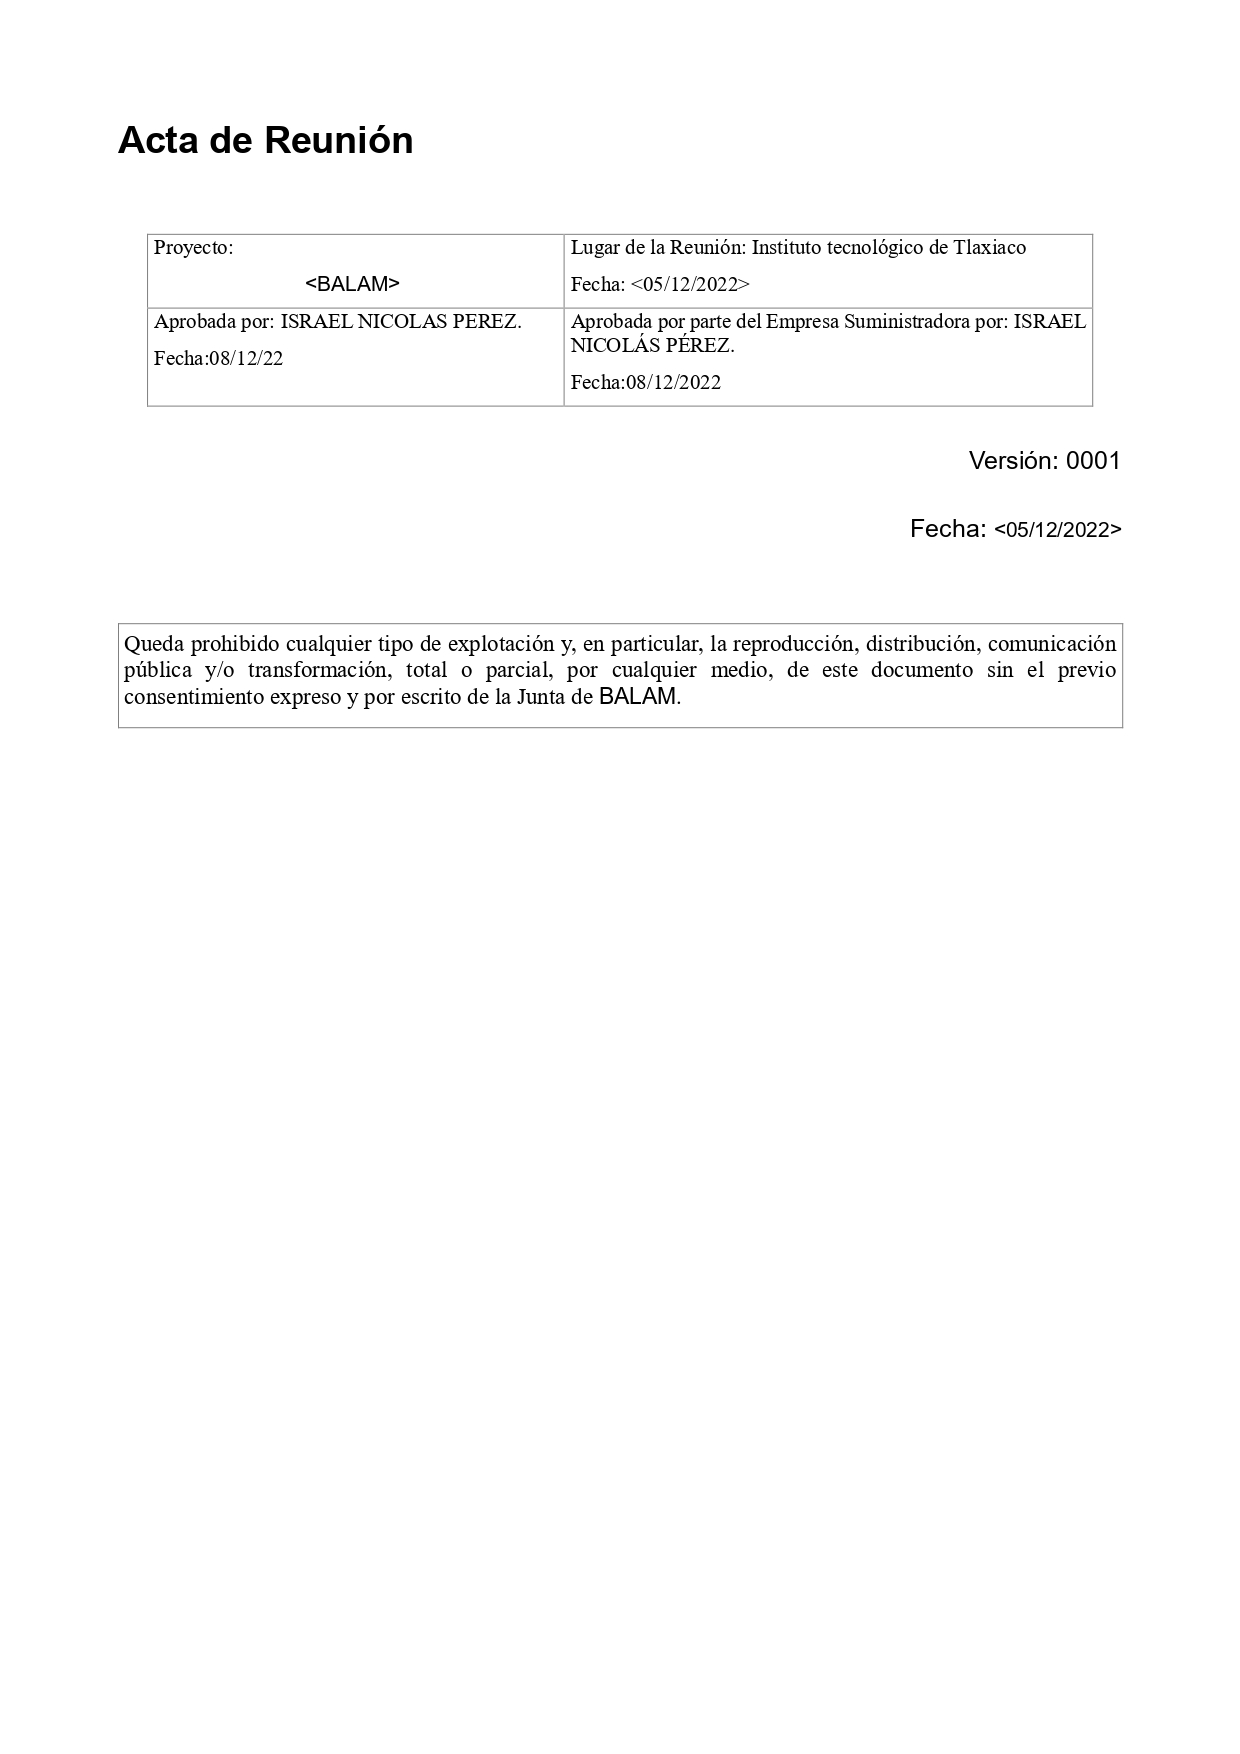 Acta de Reunión
Proyecto:
<BALAM>
Lugar de la Reunión: Instituto tecnológico de Tlaxiaco
Fecha: <05/12/2022>
Aprobada por: ISRAEL NICOLAS PEREZ.
Fecha:08/12/22
Aprobada por parte del Empresa Suministradora por: ISRAEL
NICOLÁS PÉREZ.
Fecha:08/12/2022
Versión: 0001
Fecha: <05/12/2022>
Queda prohibido cualquier tipo de explotación y, en particular, la reproducción, distribución, comunicación
pública y/o transformación, total o parcial, por cualquier medio, de este documento sin el previo
consentimiento expreso y por escrito de la Junta de BALAM.